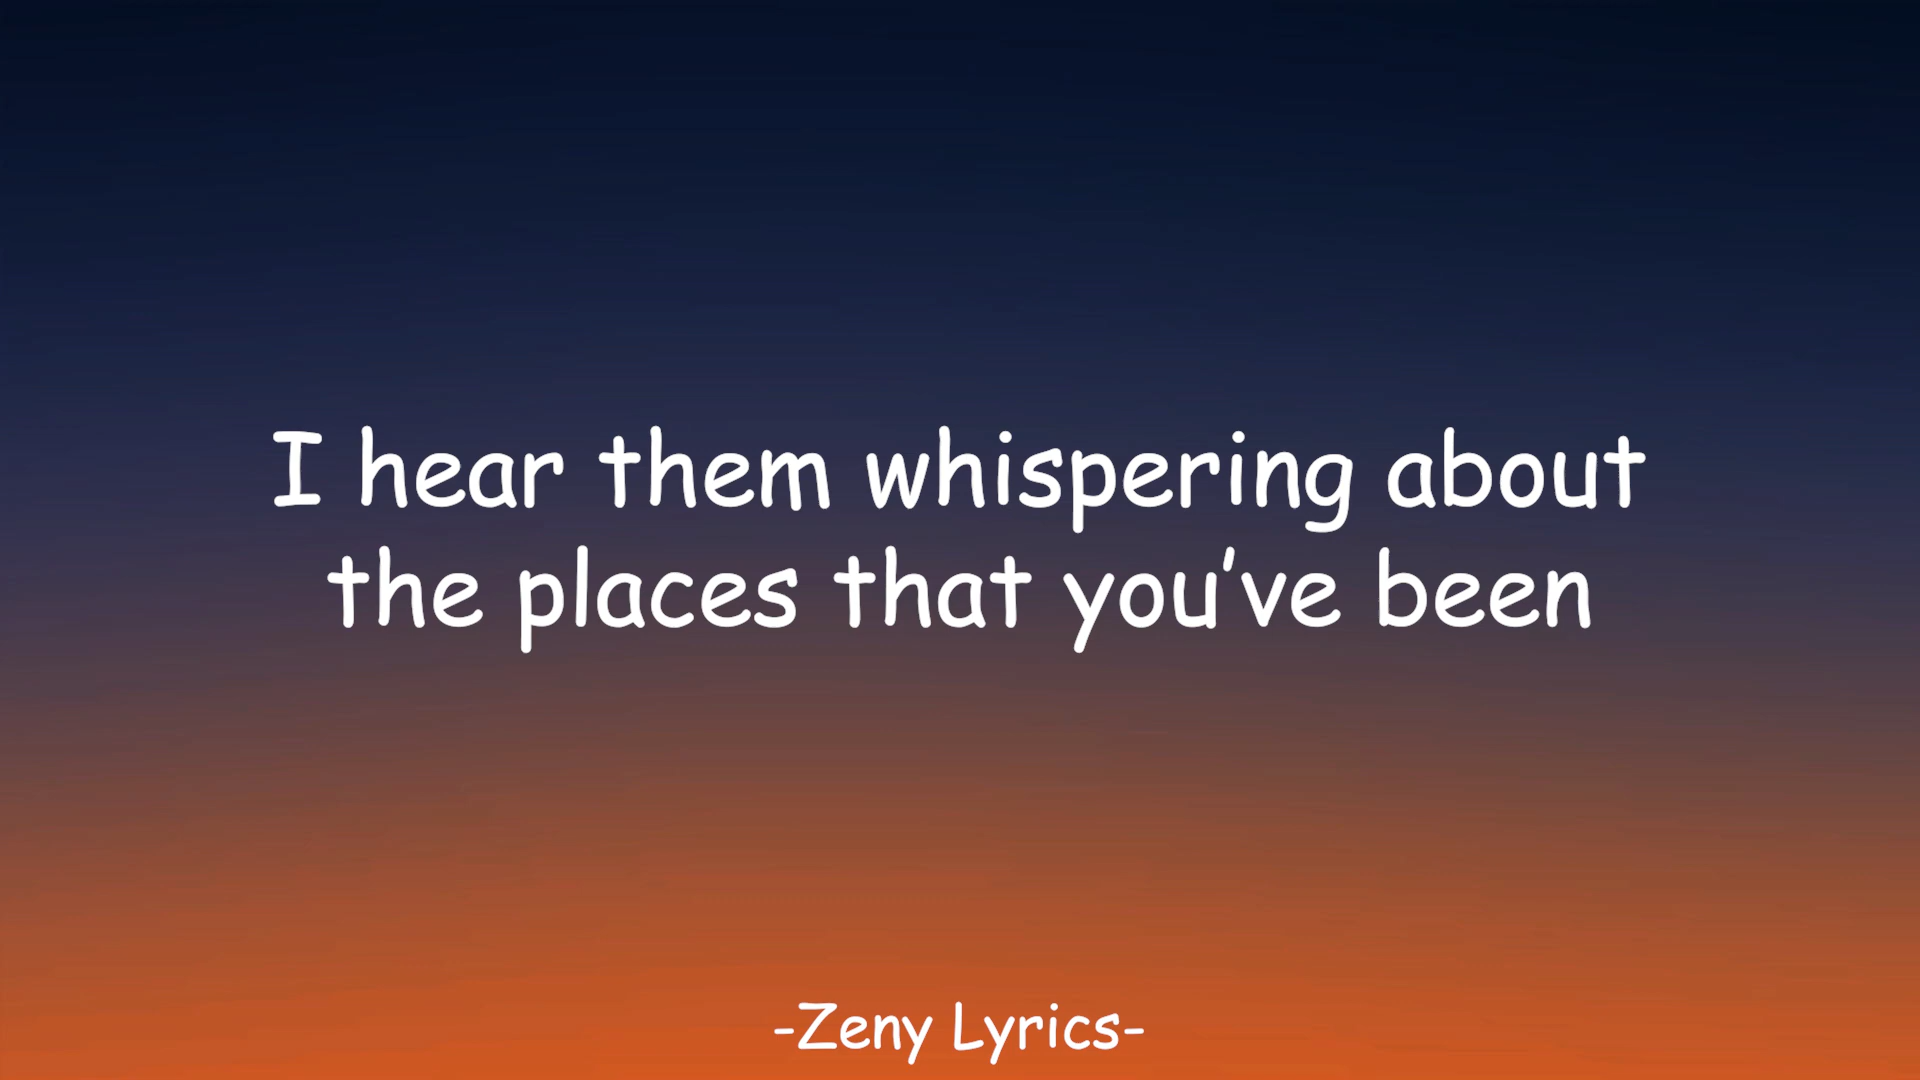 I hear them whispering about
the places that you’ve been
-Zeny Lyrics-